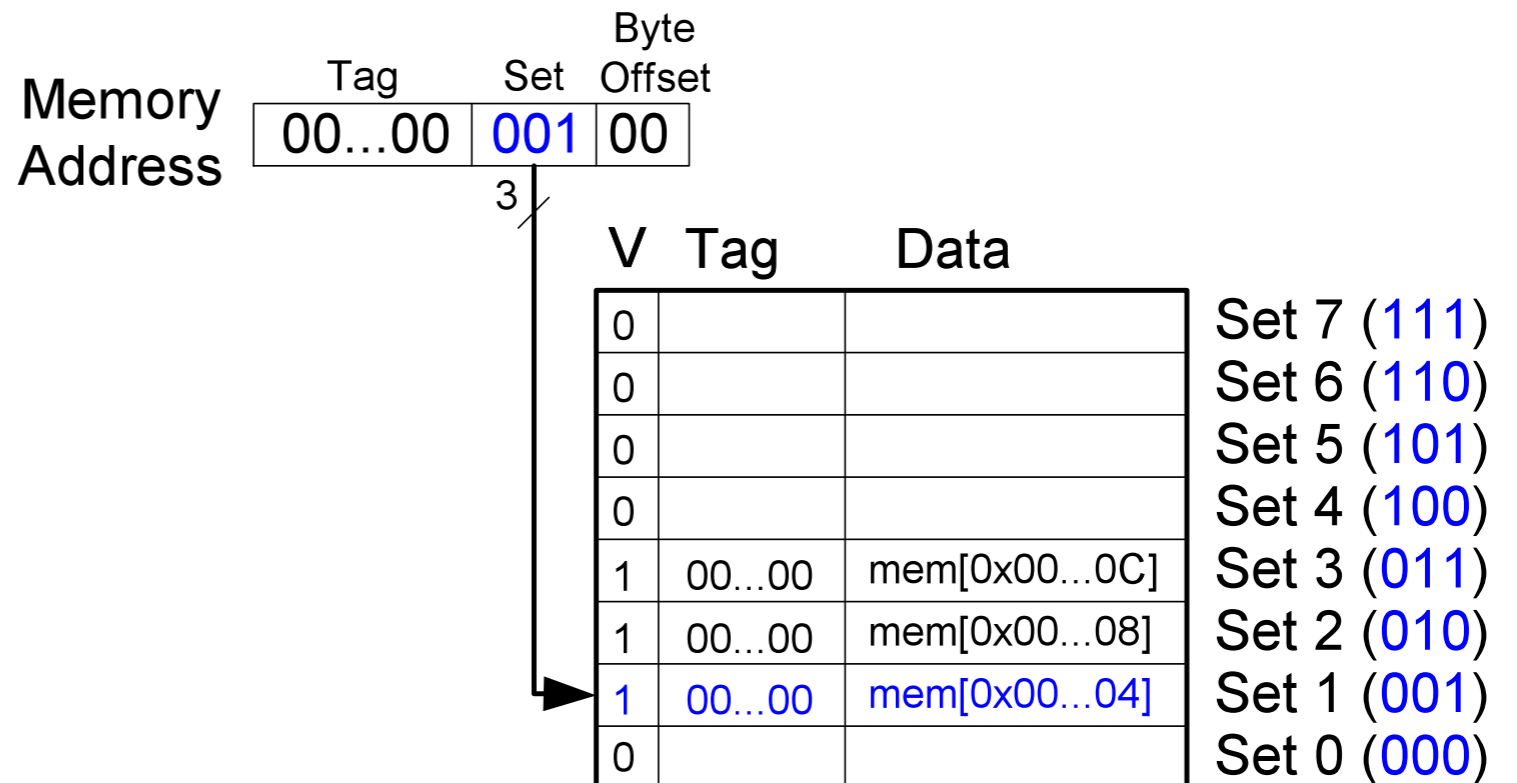 Memory Address
Tag Set Byte Offset
00...00 001 00
3
V Tag Data
0 Set 7 (111)
0 Set 6 (110)
0 Set 5 (101)
0 Set 4 (100)
1 00...00 mem[0x00...0C] Set 3 (011)
1 00...00 mem[0x00...08] Set 2 (010)
1 00...00 mem[0x00...04] Set 1 (001)
0 Set 0 (000)